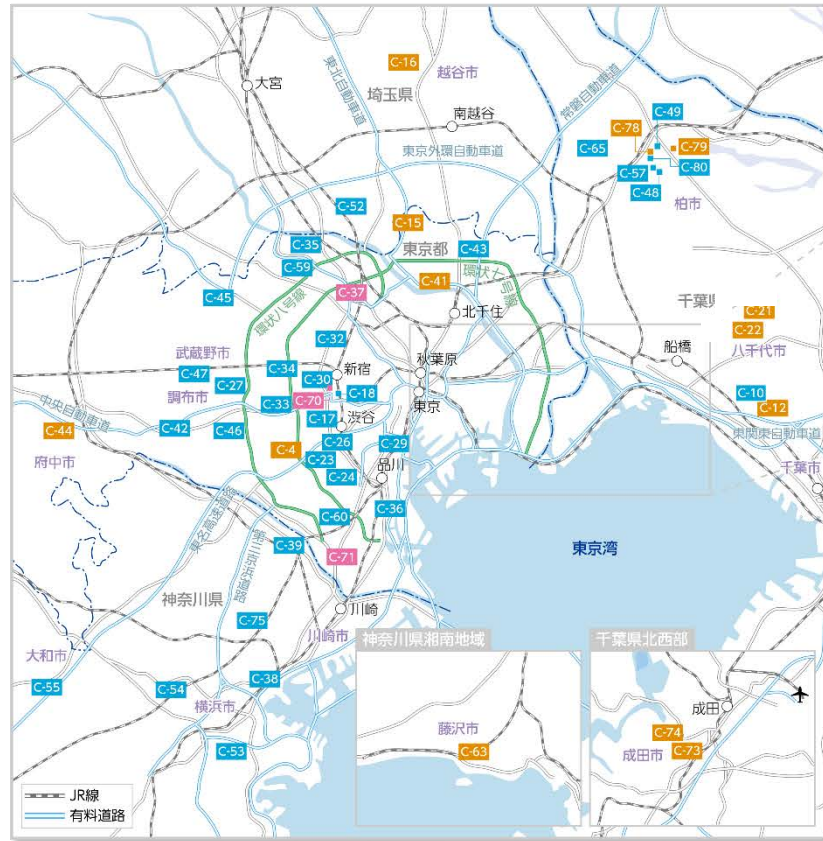 C-16
越谷市
大宮
東北自動車道
埼玉県
常磐自動車道
南越谷
C-49
C-78
C-79
C-65
C-80
C-57
C-48
柏市
東京外環自動車道
C-52
C-15
C-35
東京都
C-43
C-59
環状七号線
C-41
C-37
C-45
環状八号線
北千住
千葉県
C-21
C-22
C-32
武蔵野市
船橋
八千代市
秋葉原
C-34
新宿
C-47
C-30
C-27
C-10
C-18
調布市
C-70
東京
C-33
C-12
中央自動車道
C-17
渋谷
C-44
C-42
C-46
東関東自動車道
C-26
C-29
C-4
C-23
府中市
品川
千葉市
C-24
東名高速道路
C-36
C-60
第三京浜道路
C-39
東京湾
C-71
神奈川県
川崎
C-75
川崎市
神奈川県湘南地域
千葉県北西部
大和市
C-38
C-55
C-54
成田
横浜市
藤沢市
C-74
C-53
C-63
成田市
C-73
JR線
有料道路